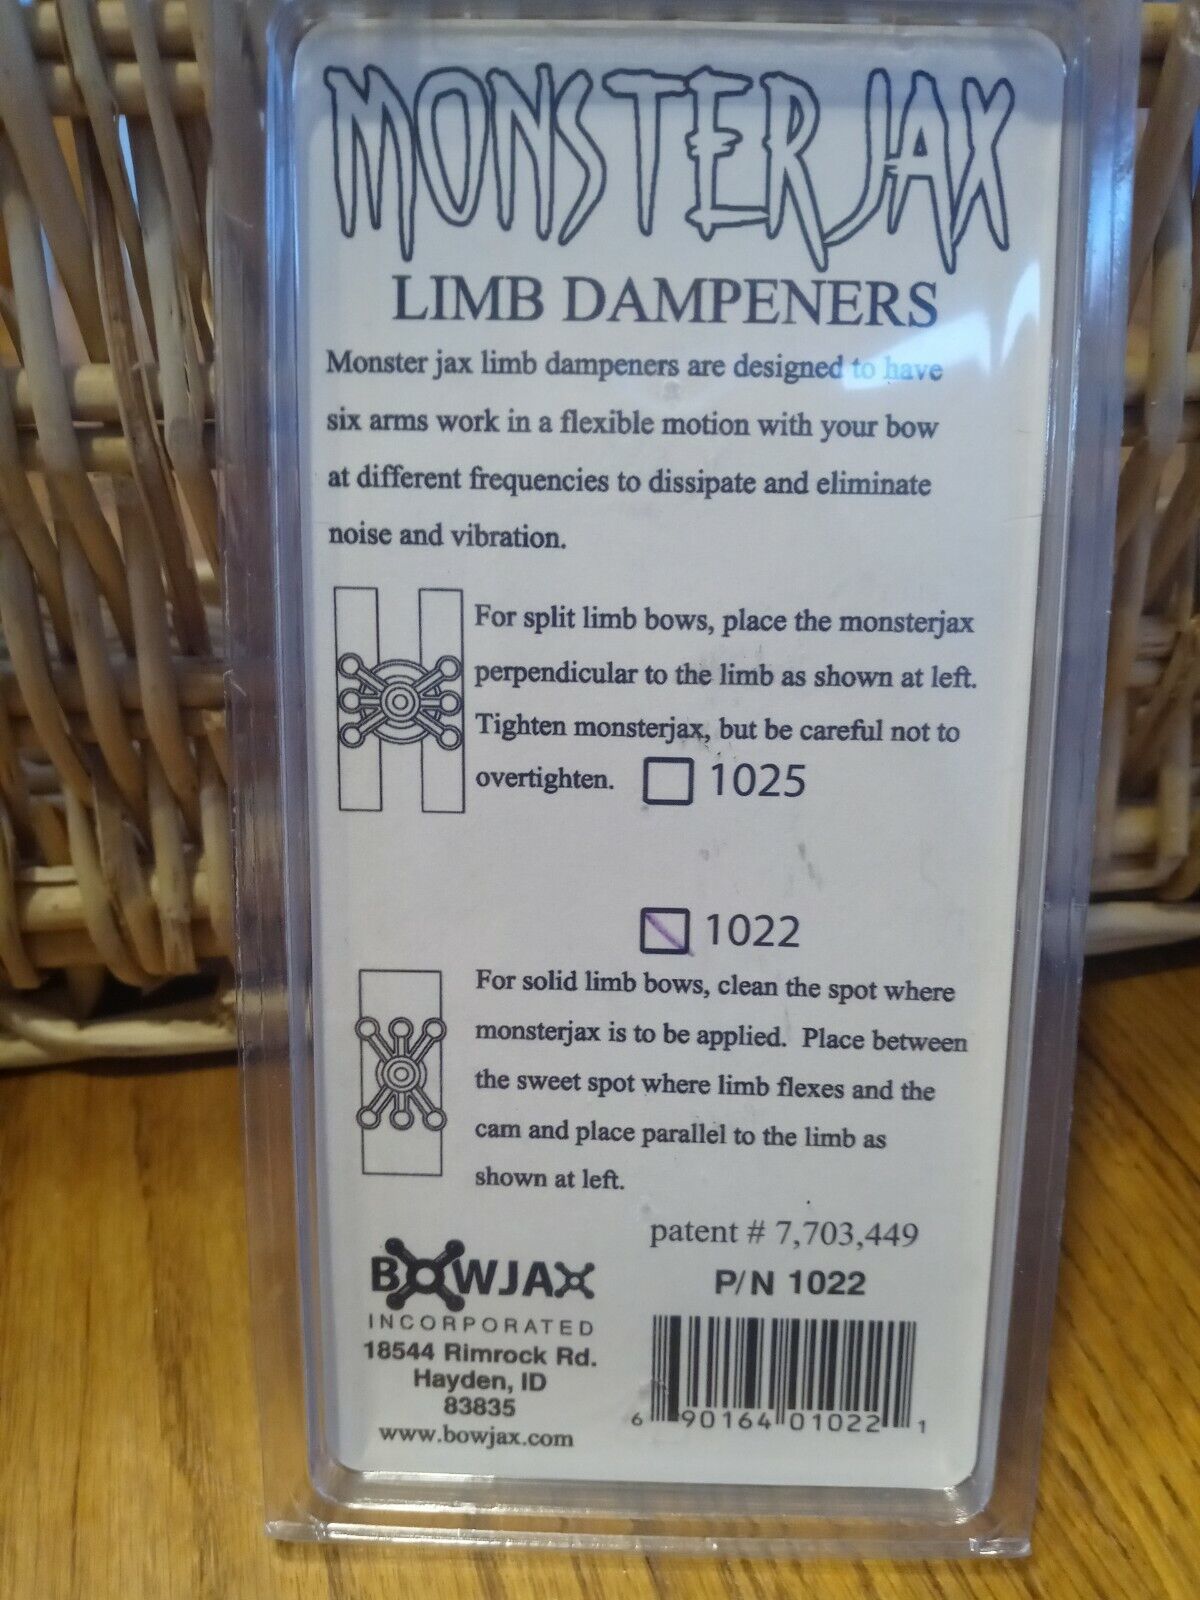 MONSTER JAX
LIMB DAMPENERS
Monster jax limb dampeners are designed to have
six arms work in a flexible motion with your bow
at different frequencies to dissipate and eliminate
noise and vibration.
For split limb bows, place the monsterjax
perpendicular to the limb as shown at left.
Tighten monsterjax, but be careful not to
overtighten. 1025
1022
For solid limb bows, clean the spot where
monsterjax is to be applied. Place between
the sweet spot where limb flexes and the
cam and place parallel to the limb as
shown at left.
patent # 7,703,449
P/N 1022
BOWJAX
INCORPORATED
18544 Rimrock Rd.
Hayden, ID
83835
www.bowjax.com
6 90164 01022 1